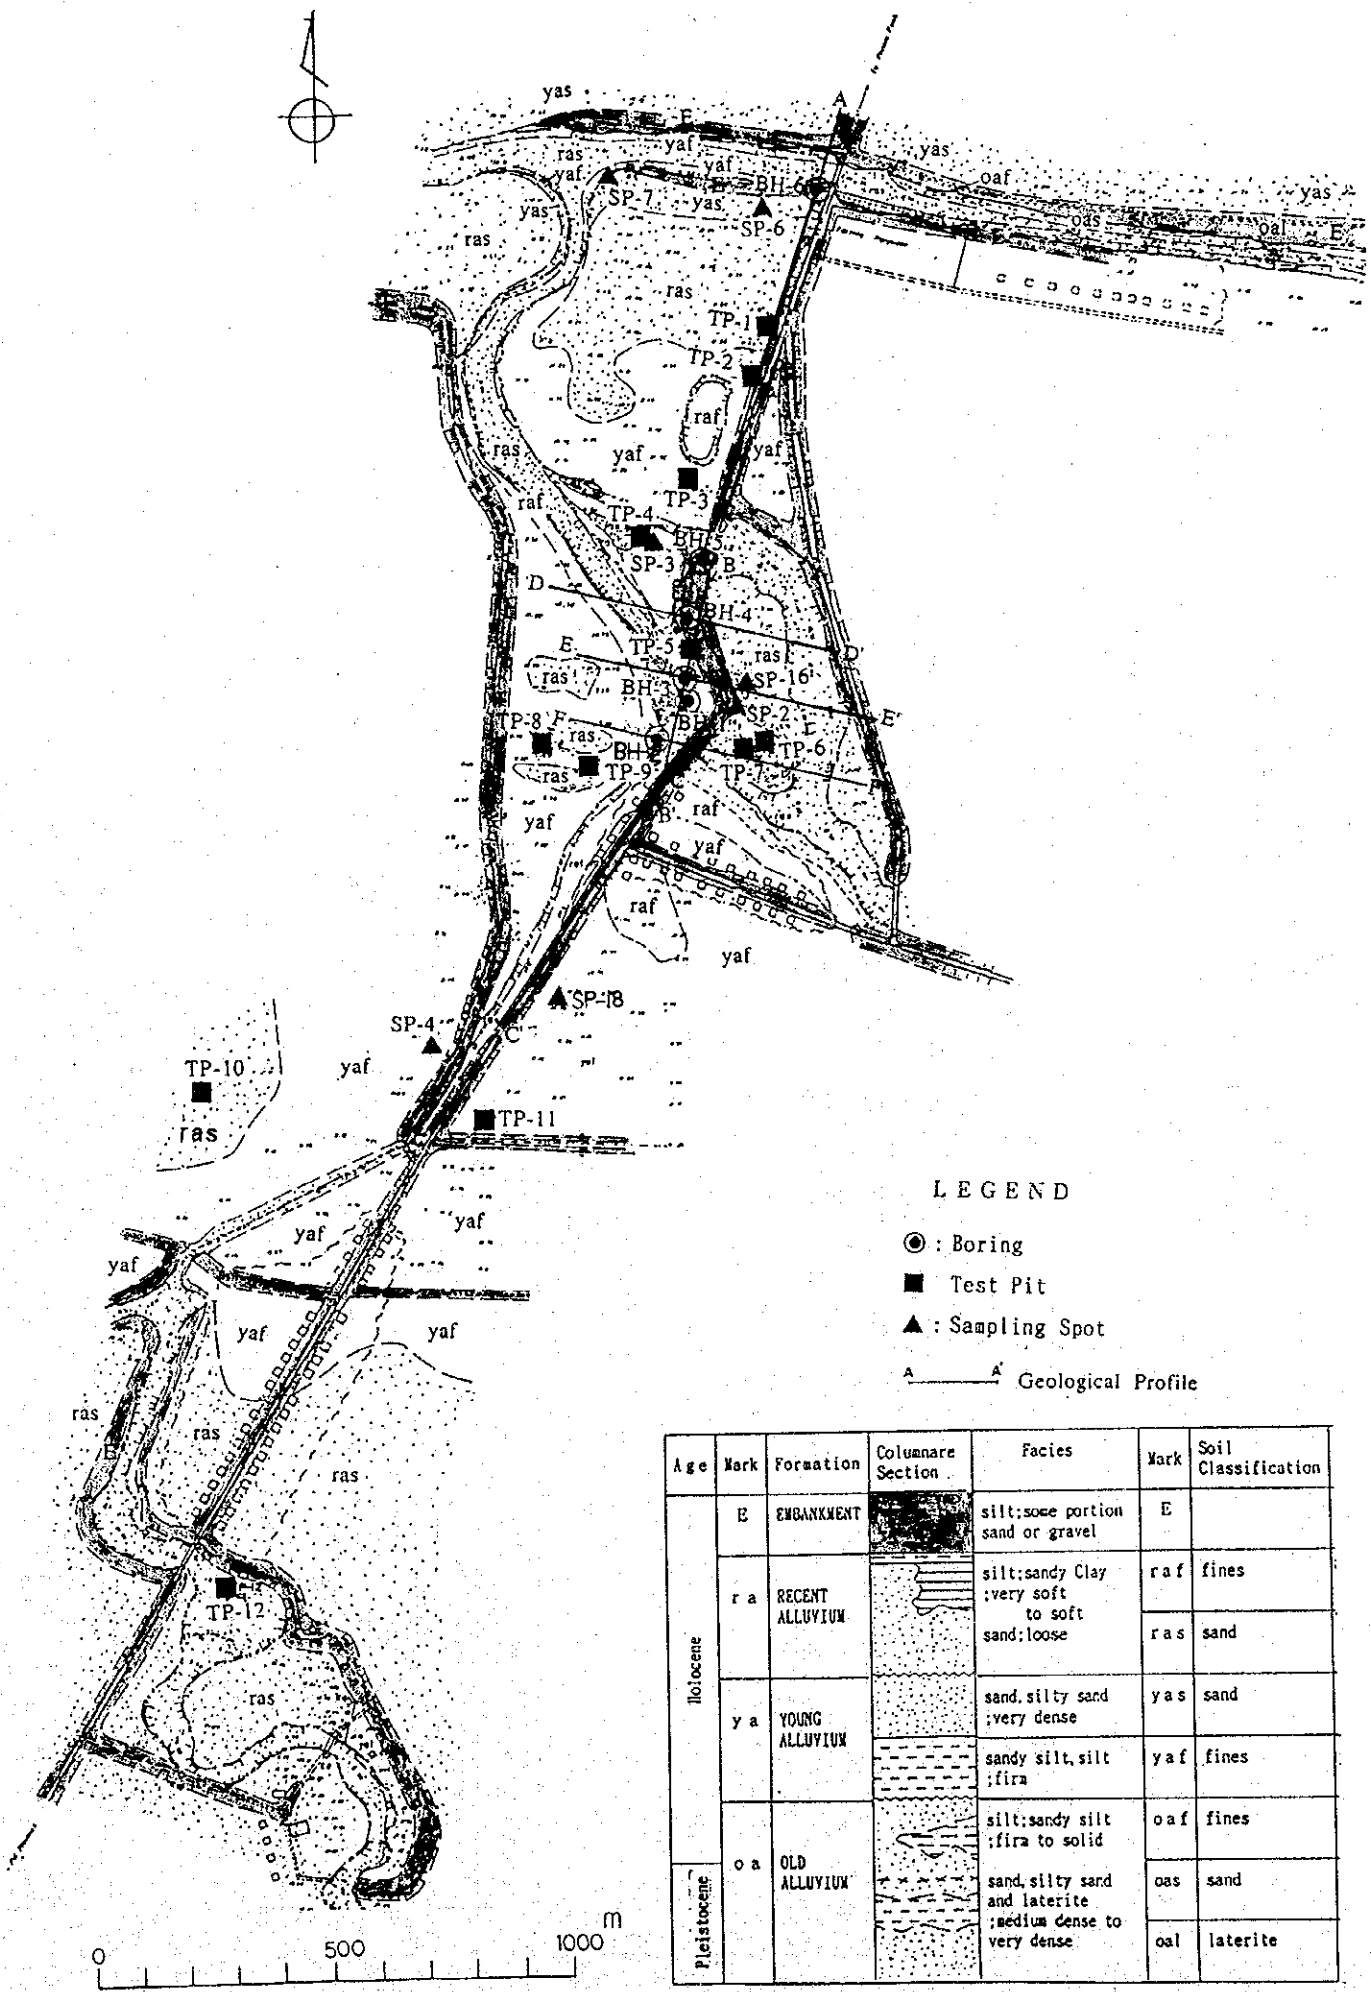 A
yas
E
yas
yaf
oaf
ras
yaf
yaf
BH-6
yas
SP-7
yas
yas
SP-6
oas
oal
E
ras
ras
TP-1
TP-2
raf
ras
yaf
yaf
TP-3
raf
TP-4
BH-5
SP-3
B
D
BH-4
TP-5
D'
E
ras
ras
SP-16
BH-3
SP-2
E'
TP-8
F
ras
TP-6
TP-9
TP-7
ras
yaf
raf
B'
yaf
raf
yaf
SP-18
SP-4
C'
yaf
TP-10
TP-11
ras
yaf
yaf
yaf
yaf
yaf
ras
ras
ras
TP-12
ras
LEGEND
: Boring
Test Pit
: Sampling Spot
A A' Geological Profile
Age Mark Formation Columnare Section Facies Mark Soil Classification
Holocene
E EMBANKMENT silt;some portion sand or gravel E
ra RECENT ALLUVIUM silt;sandy Clay ;very soft to soft raf fines
sand;loose ras sand
ya YOUNG ALLUVIUM sand, silty sand ;very dense yas sand
sandy silt, silt ;firm yaf fines
oa OLD ALLUVIUM silt;sandy silt ;firm to solid oaf fines
Pleistocene
sand, silty sand and laterite ;medium dense to very dense oas sand
oal laterite
0 500 1000 m